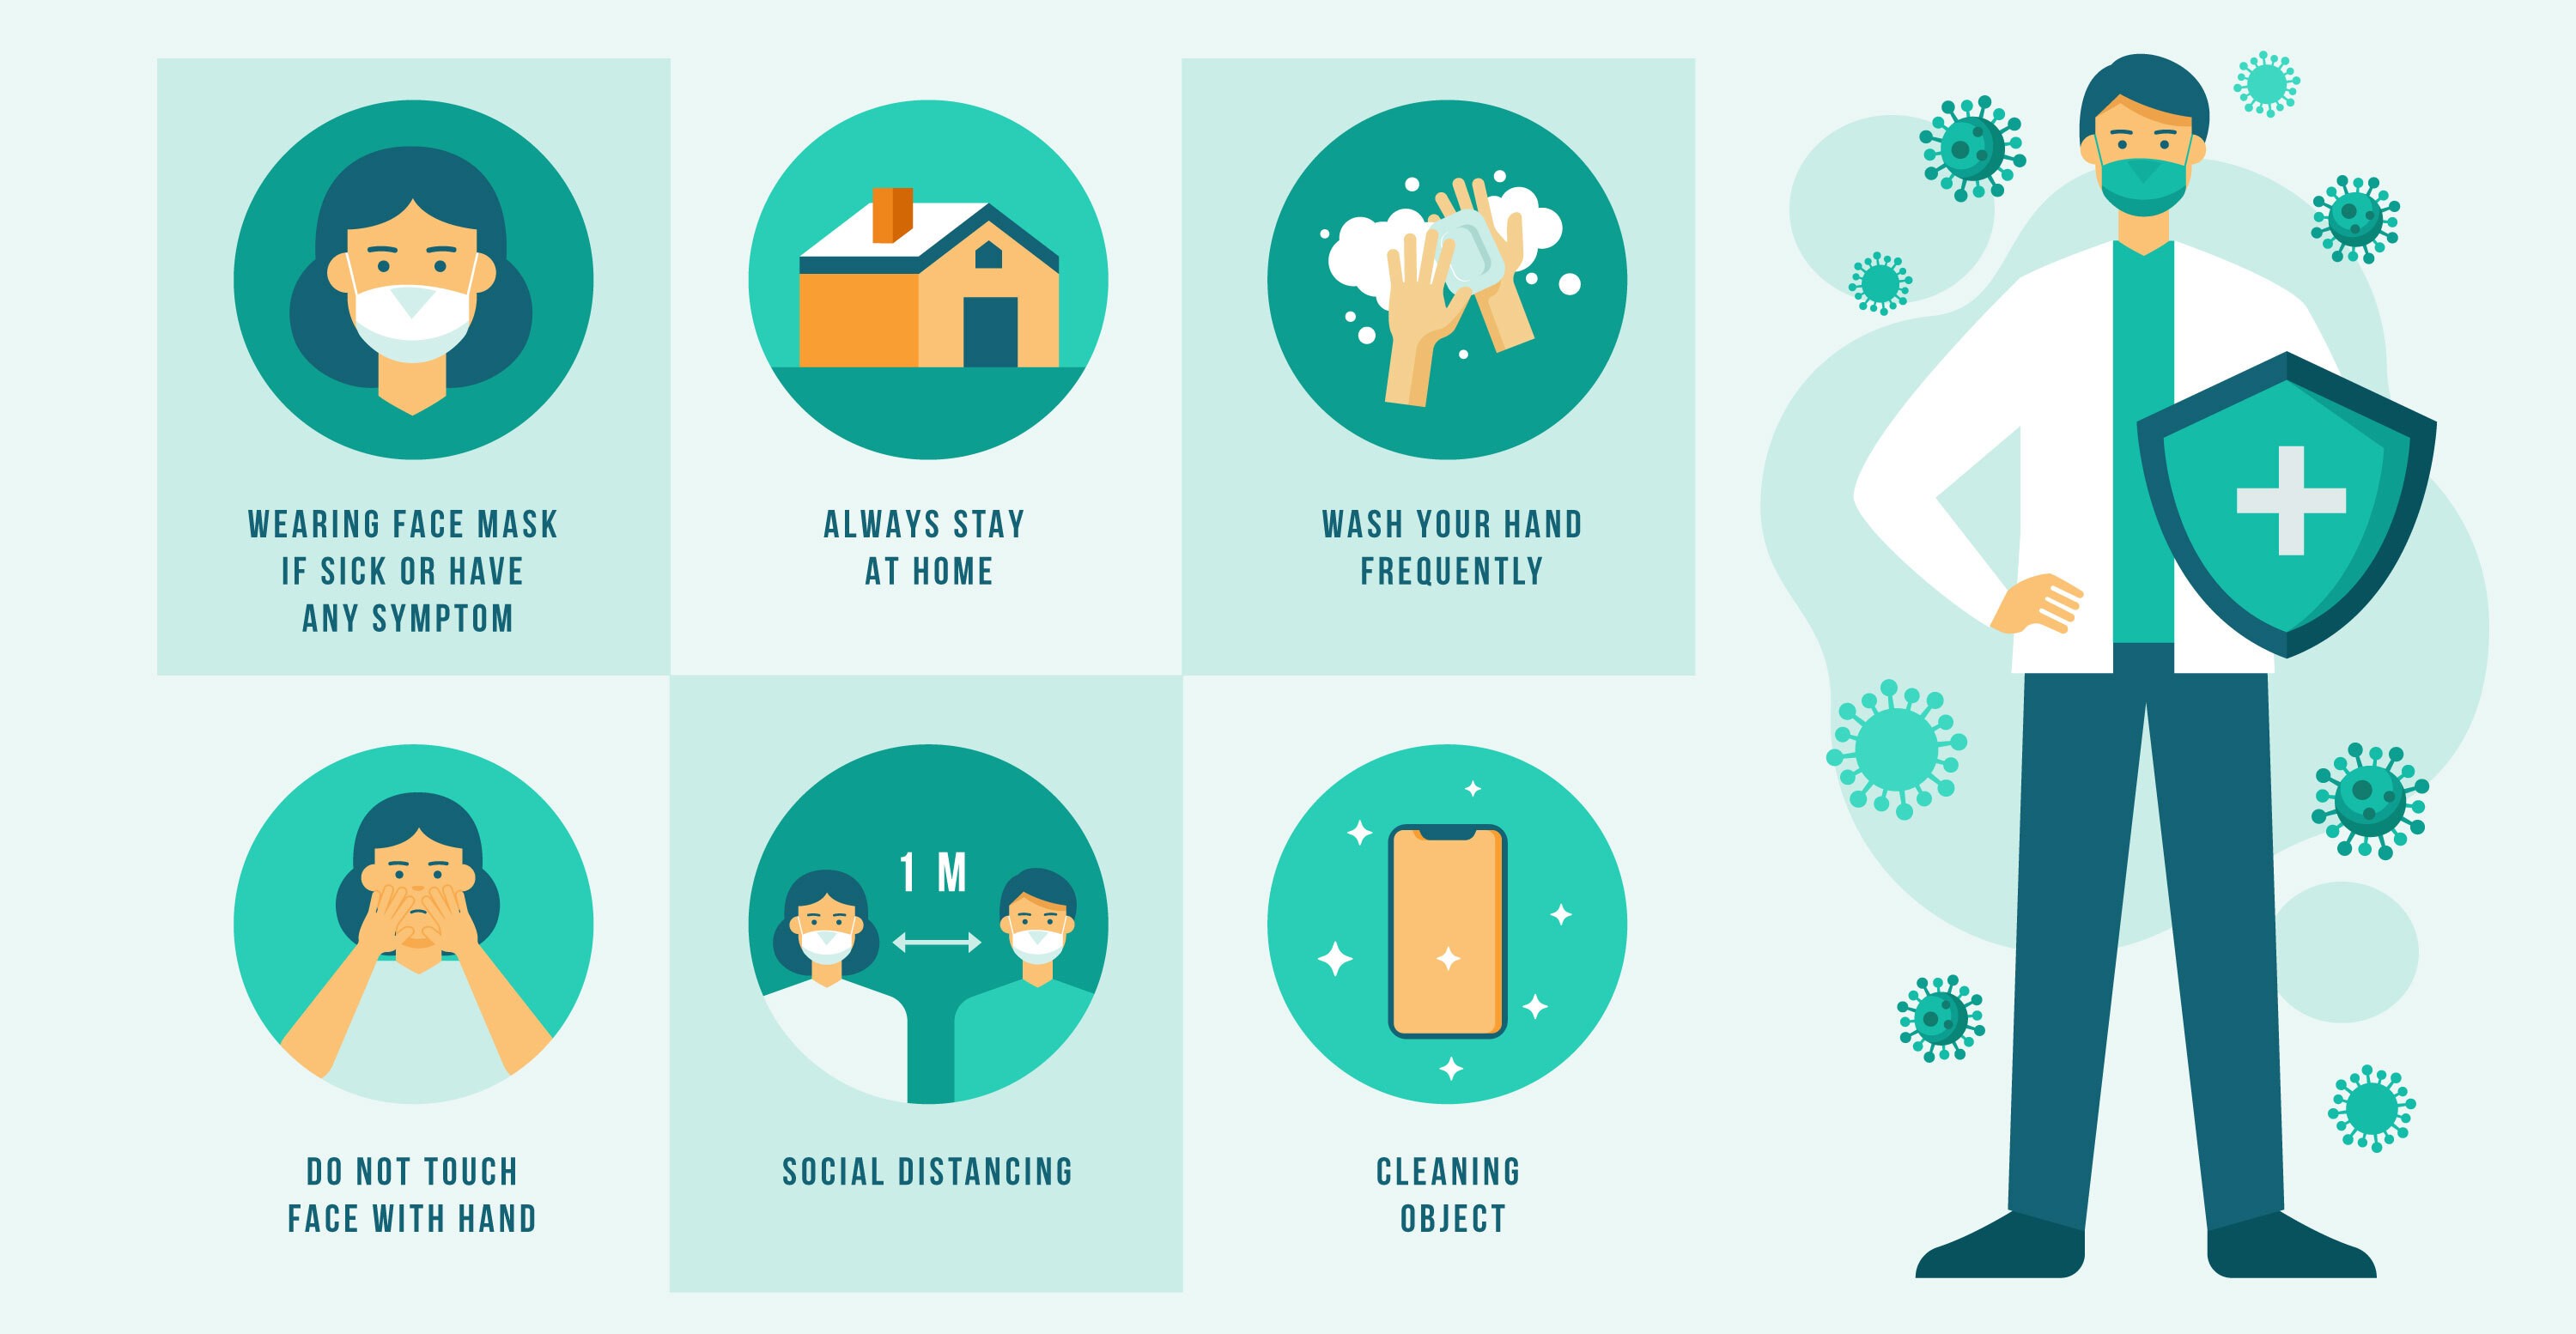 WEARING FACE MASK
IF SICK OR HAVE
ANY SYMPTOM
ALWAYS STAY
AT HOME
WASH YOUR HAND
FREQUENTLY
DO NOT TOUCH
FACE WITH HAND
1 M
SOCIAL DISTANCING
CLEANING
OBJECT